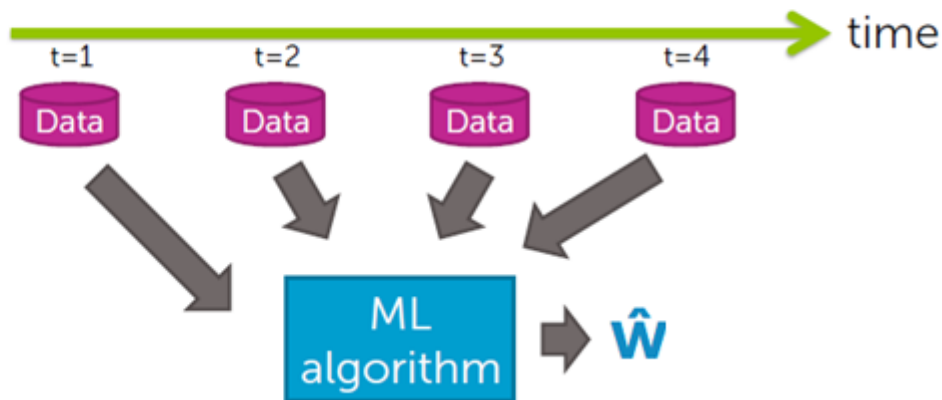 time
t=1 t=2 t=3 t=4
Data Data Data Data
ML
algorithm
ŵ